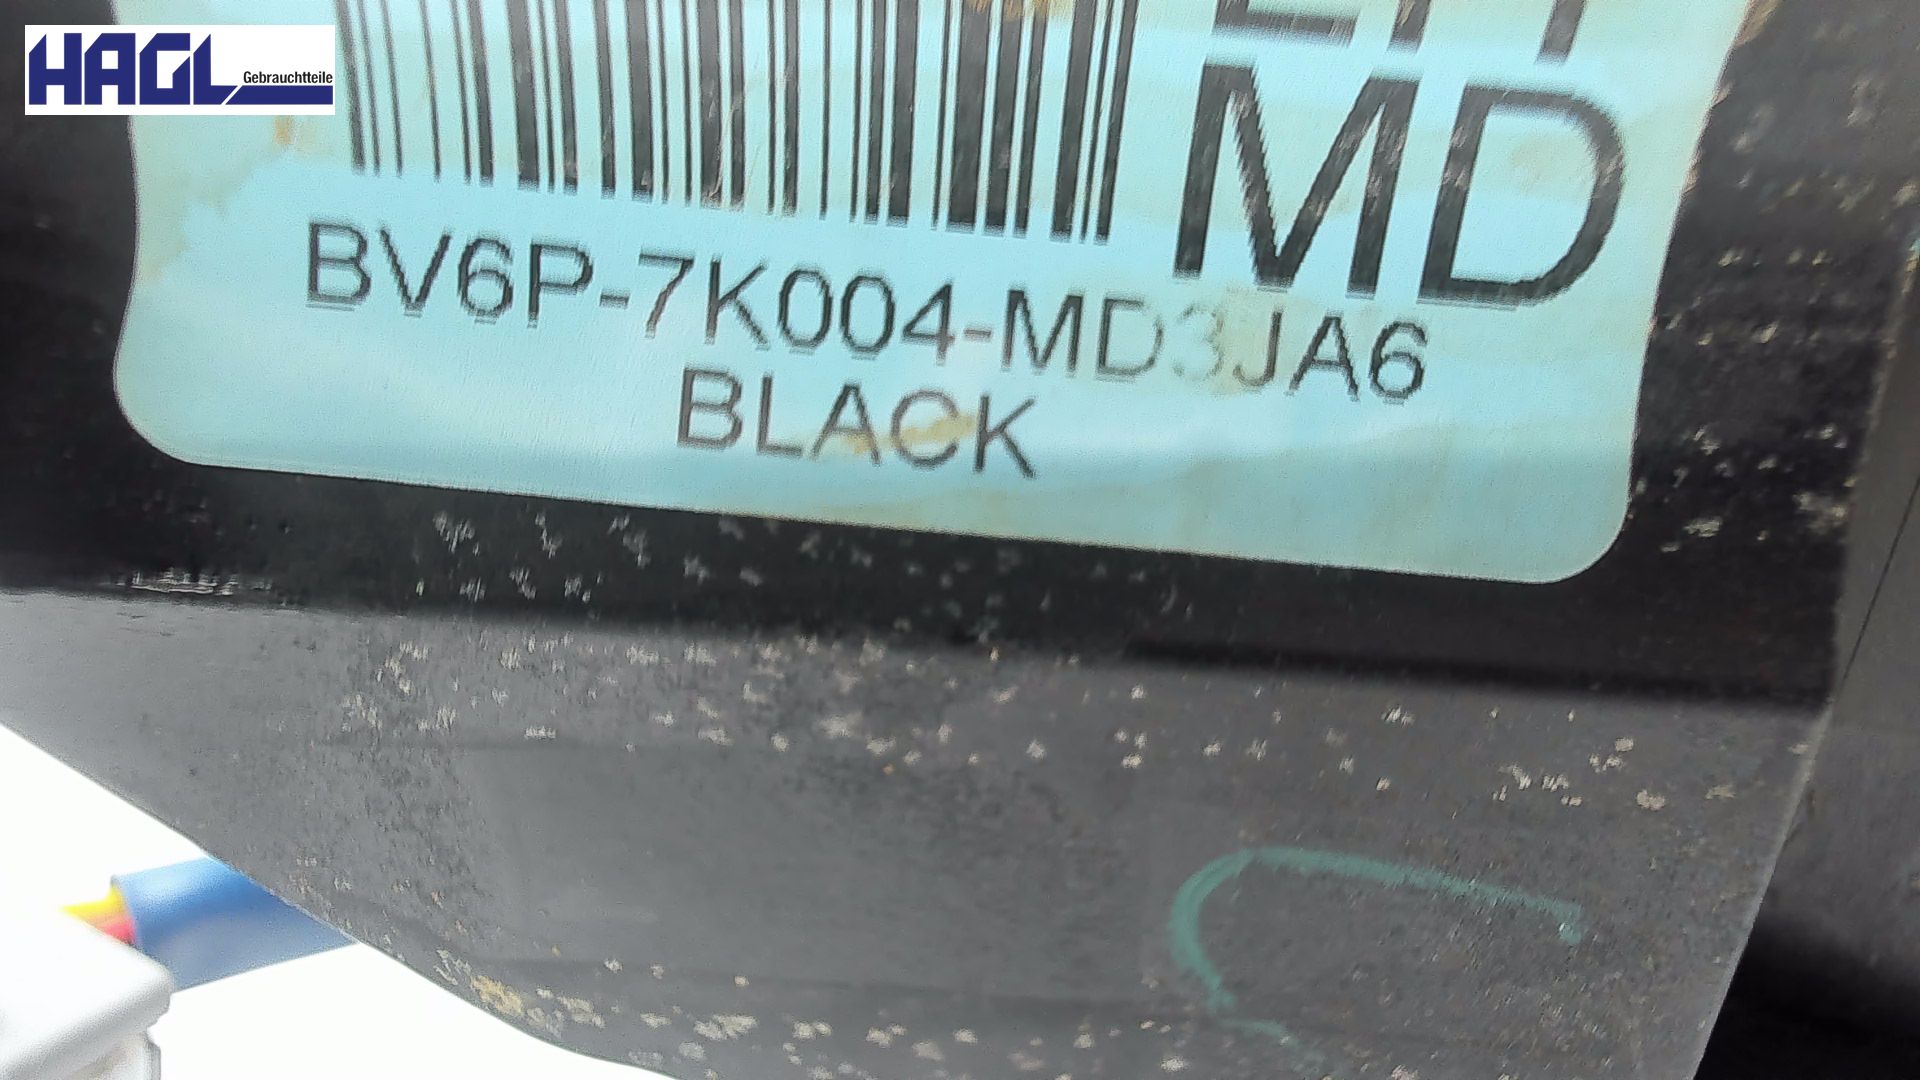 HAGL Gebrauchtteile
MD
BV6P-7K004-MD3JA6
BLACK